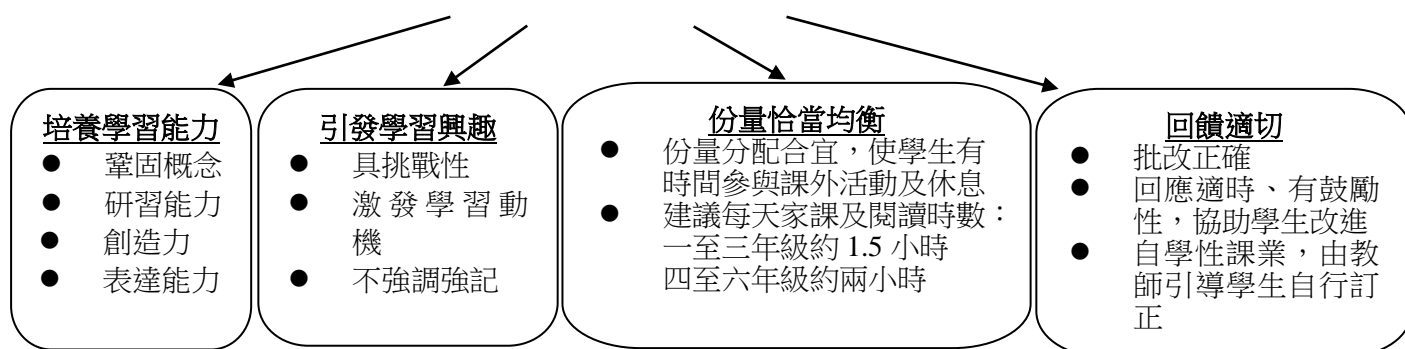 培養學習能力
● 鞏固概念
● 研習能力
● 創造力
● 表達能力
引發學習興趣
● 具挑戰性
● 激發學習動
機
● 不強調強記
份量恰當均衡
● 份量分配合宜，使學生有
時間參與課外活動及休息
● 建議每天家課及閱讀時數：
一至三年級約 1.5 小時
四至六年級約兩小時
回饋適切
● 批改正確
● 回應適時、有鼓勵
性，協助學生改進
● 自學性課業，由教
師引導學生自行訂
正